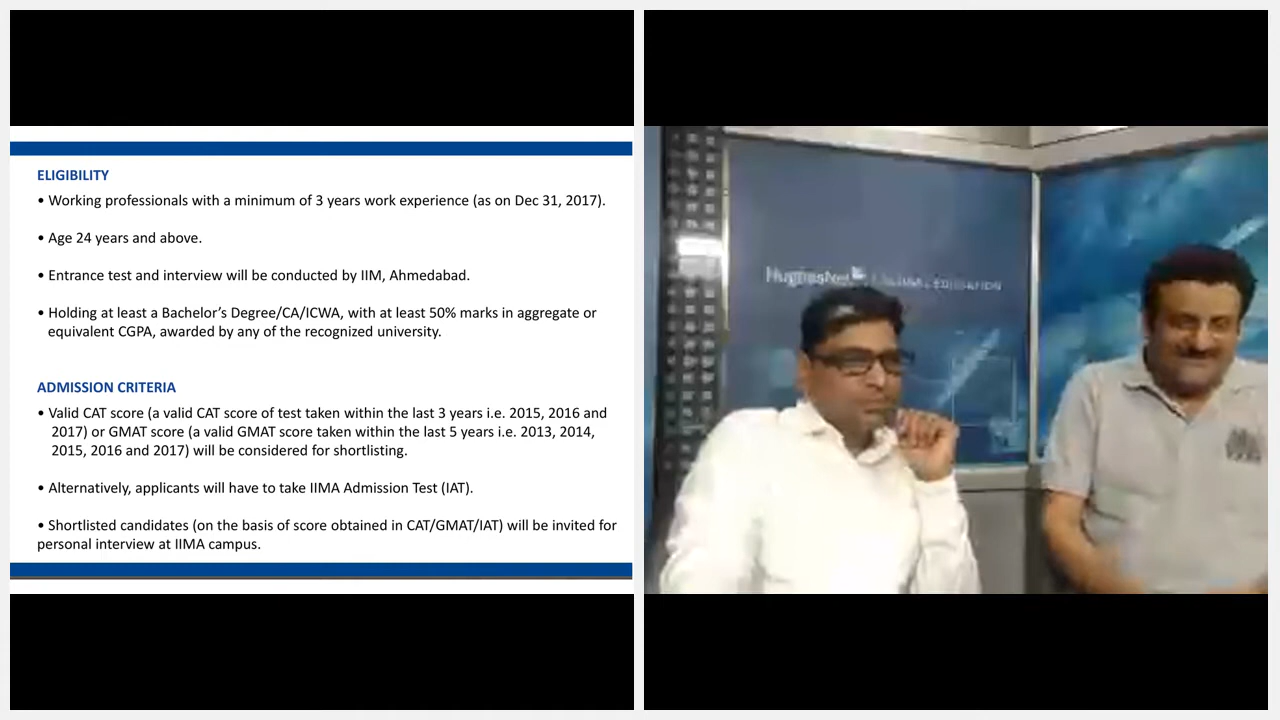 ELIGIBILITY
• Working professionals with a minimum of 3 years work experience (as on Dec 31, 2017).
• Age 24 years and above.
• Entrance test and interview will be conducted by IIM, Ahmedabad.
• Holding at least a Bachelor’s Degree/CA/ICWA, with at least 50% marks in aggregate or
equivalent CGPA, awarded by any of the recognized university.
ADMISSION CRITERIA
• Valid CAT score (a valid CAT score of test taken within the last 3 years i.e. 2015, 2016 and
2017) or GMAT score (a valid GMAT score taken within the last 5 years i.e. 2013, 2014,
2015, 2016 and 2017) will be considered for shortlisting.
• Alternatively, applicants will have to take IIMA Admission Test (IAT).
• Shortlisted candidates (on the basis of score obtained in CAT/GMAT/IAT) will be invited for
personal interview at IIMA campus.
HughesNet GLOBAL EDUCATION